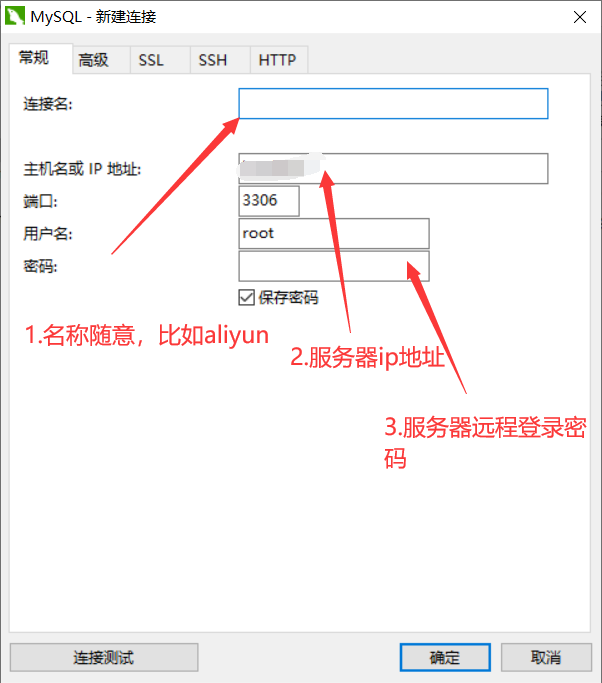 MySQL - 新建连接
常规 高级 SSL SSH HTTP
连接名:
主机名或 IP 地址:
端口: 3306
用户名: root
密码:
保存密码
1.名称随意，比如aliyun
2.服务器ip地址
3.服务器远程登录密
码
连接测试 确定 取消